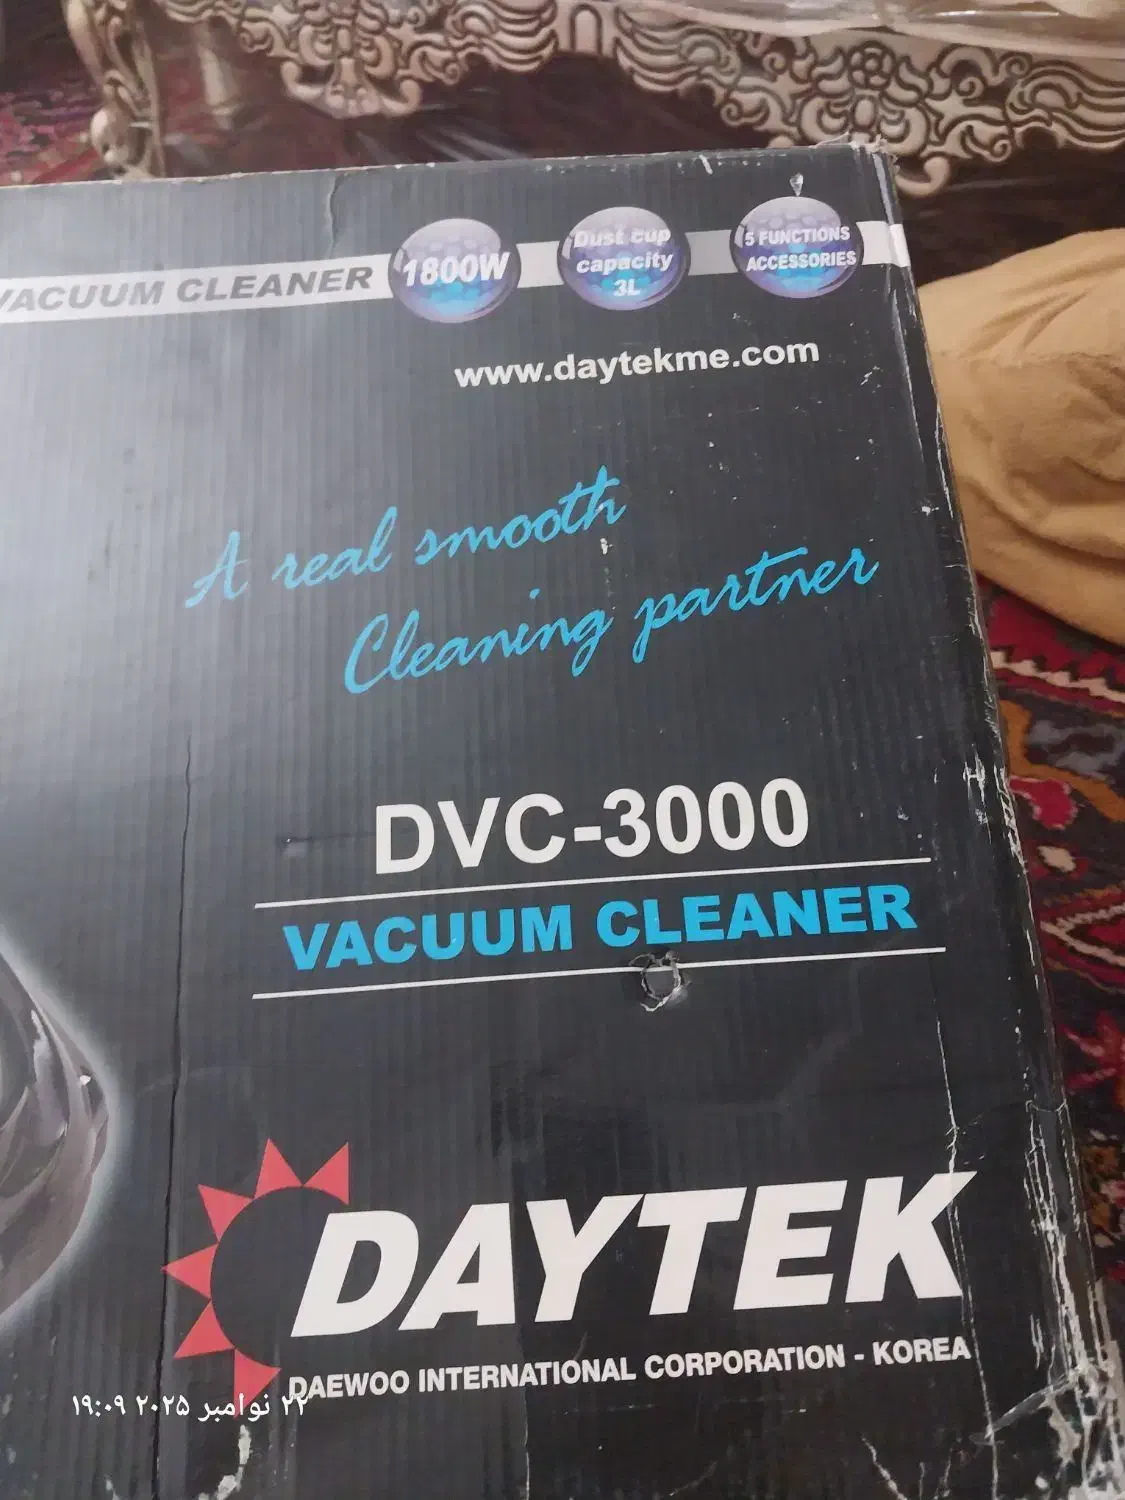 VACUUM CLEANER
1800W
Dust cup
capacity
3L
5 FUNCTIONS
ACCESSORIES
www.daytekme.com
A real smooth
Cleaning partner
DVC-3000
VACUUM CLEANER
DAYTEK
DAEWOO INTERNATIONAL CORPORATION - KOREA
۲۲ نوامبر ۲۰۲۵ ۱۹:۰۹